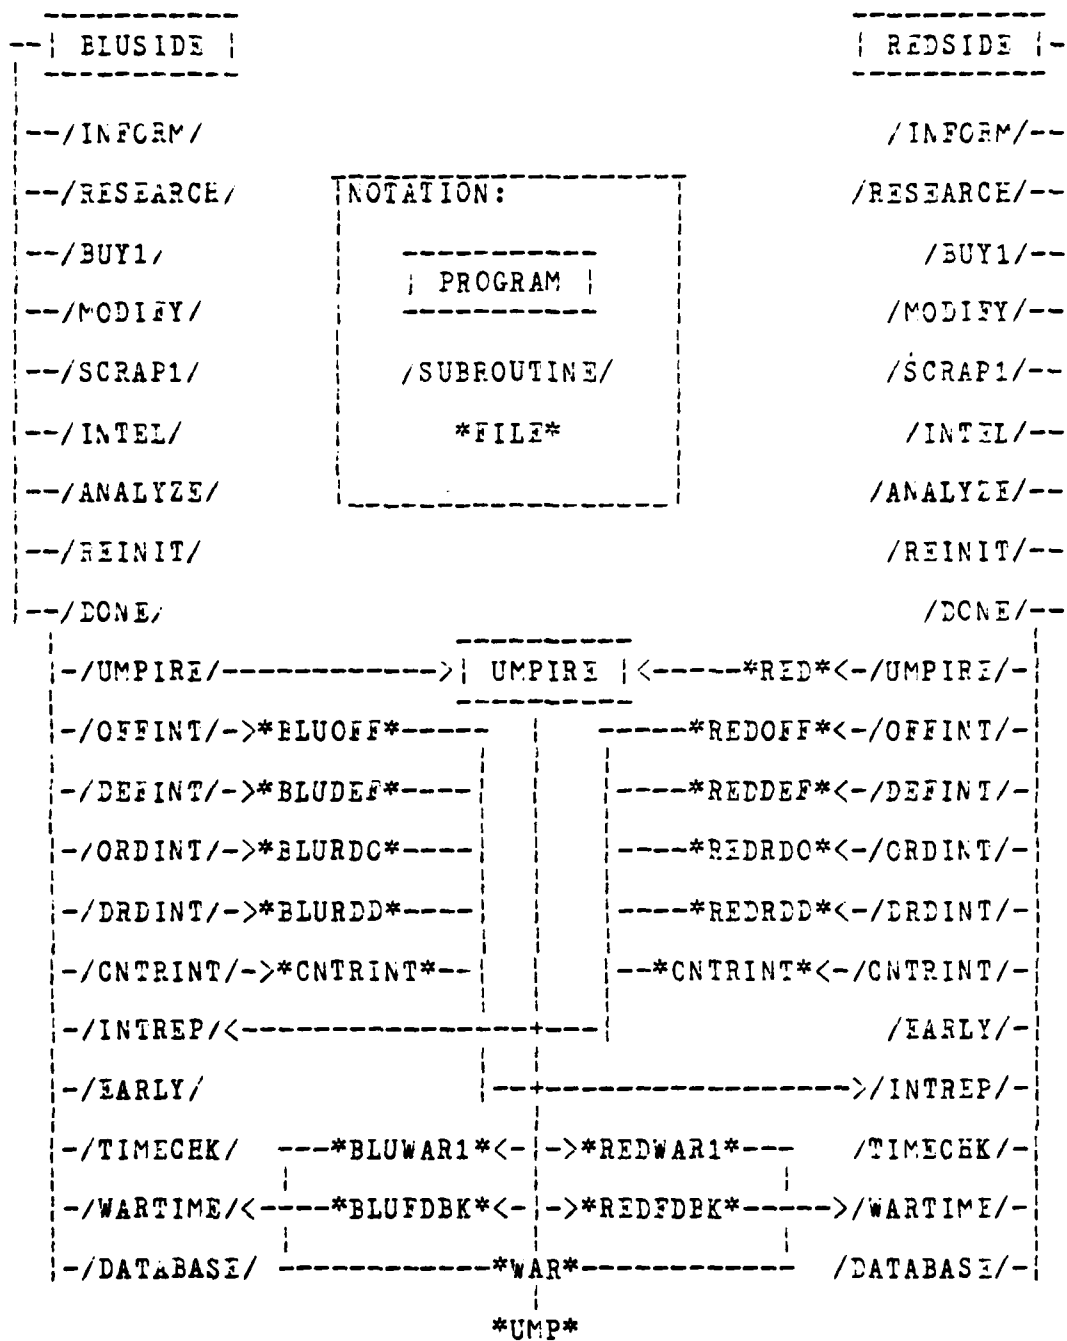 --| BLUSIDE | | REDSIDE |-
--/INFORM/ /INFORM/--
--/RESEARCH/ NOTATION: /RESEARCH/--
--/BUY1/ /BUY1/--
| PROGRAM |
--/MODIFY/ /MODIFY/--
--/SCRAP1/ /SUBROUTINE/ /SCRAP1/--
--/INTEL/ *FILE* /INTEL/--
--/ANALYZE/ /ANALYZE/--
--/REINIT/ /REINIT/--
--/DONE/ /DONE/--
-/UMPIRE/------------>| UMPIRE |<-----*RED*<-/UMPIRE/-
-/OFFINT/->*BLUOFF*----- -----*REDOFF*<-/OFFINT/-
-/DEFINT/->*BLUDEF*---- ----*REDDEF*<-/DEFINT/-
-/ORDINT/->*BLURDO*---- ----*REDRDO*<-/ORDINT/-
-/DRDINT/->*BLURDD*---- ----*REDRDD*<-/DRDINT/-
-/CNTRINT/->*CNTRINT*-- --*CNTRINT*<-/CNTRINT/-
-/INTREP/<----------------+---| /EARLY/-
-/EARLY/ |--+------------------>/INTREP/-
-/TIMECHK/ ---*BLUWAR1*<-|->*REDWAR1*--- /TIMECHK/-
-/WARTIME/<----*BLUFDBK*<-|->*REDFDBK*----->/WARTIME/-
-/DATABASE/ ------------*WAR*------------ /DATABASE/-
*UMP*